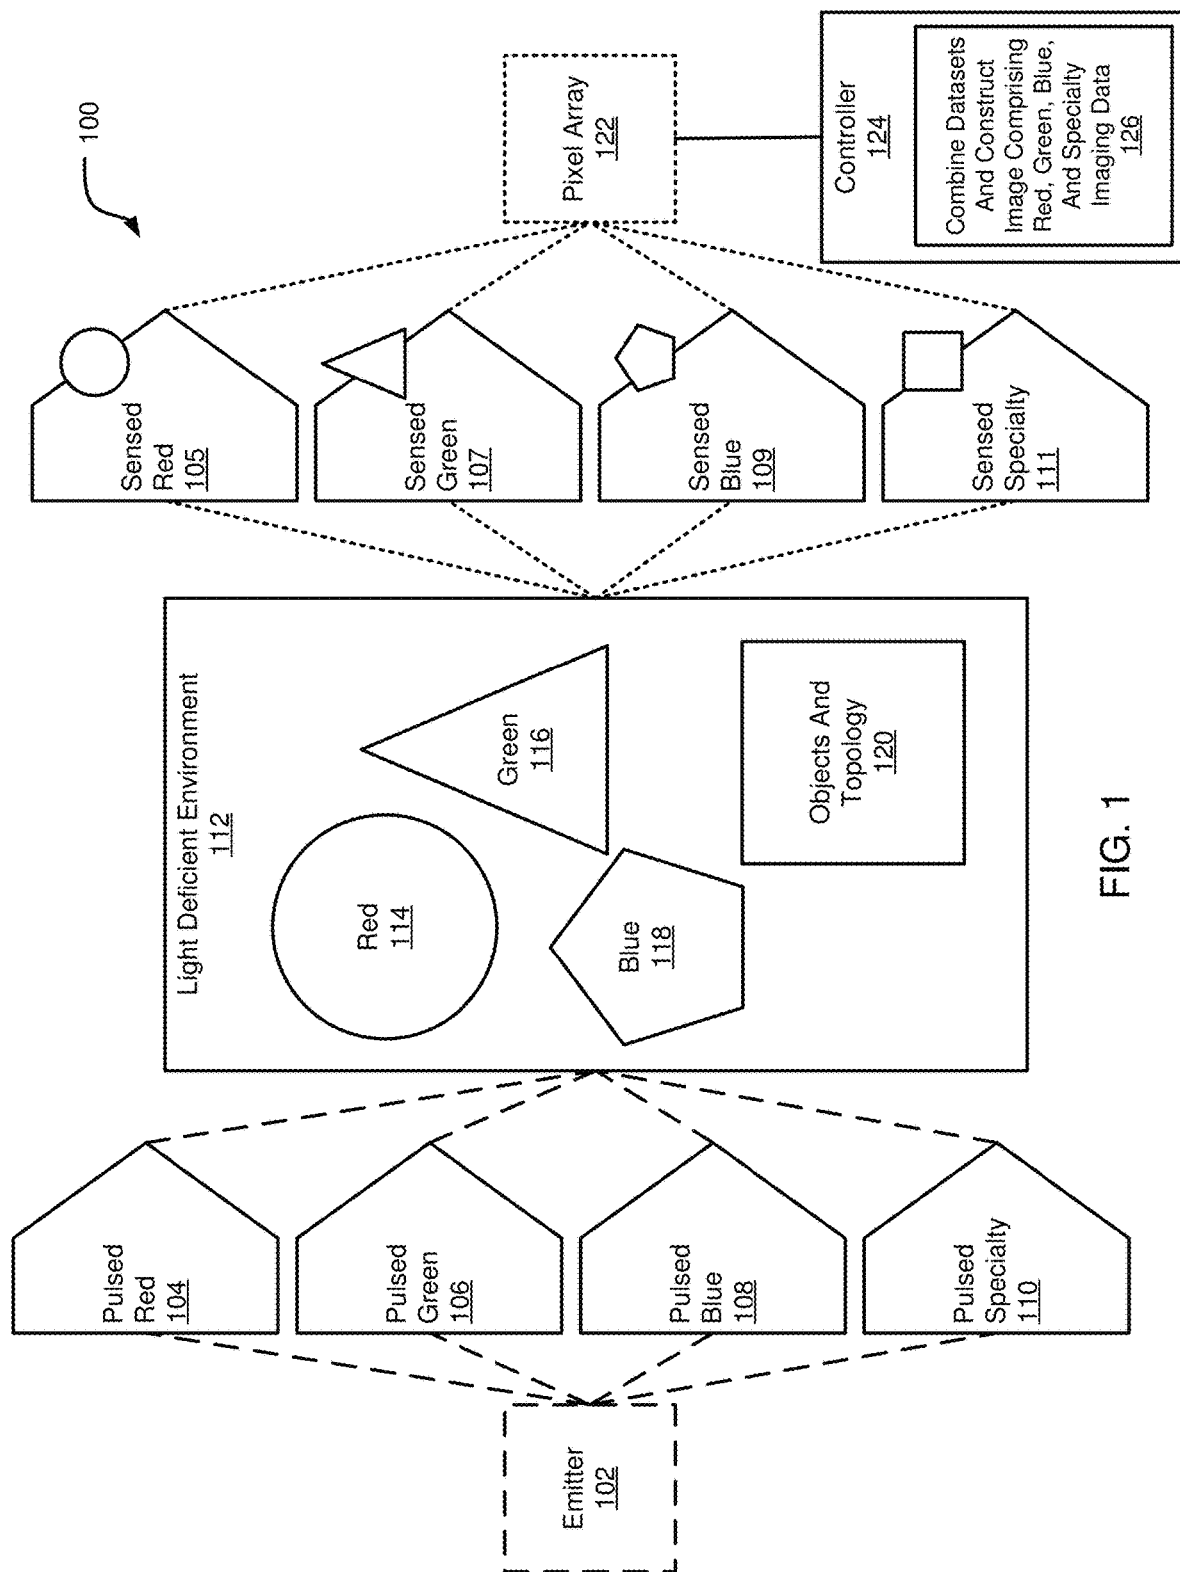 100
Emitter
102
Pulsed
Red
104
Pulsed
Green
106
Pulsed
Blue
108
Pulsed
Specialty
110
Light Deficient Environment
112
Red
114
Green
116
Blue
118
Objects And
Topology
120
Sensed
Red
105
Sensed
Green
107
Sensed
Blue
109
Sensed
Specialty
111
Pixel Array
122
Controller
124
Combine Datasets
And Construct
Image Comprising
Red, Green, Blue,
And Specialty
Imaging Data
126
FIG. 1